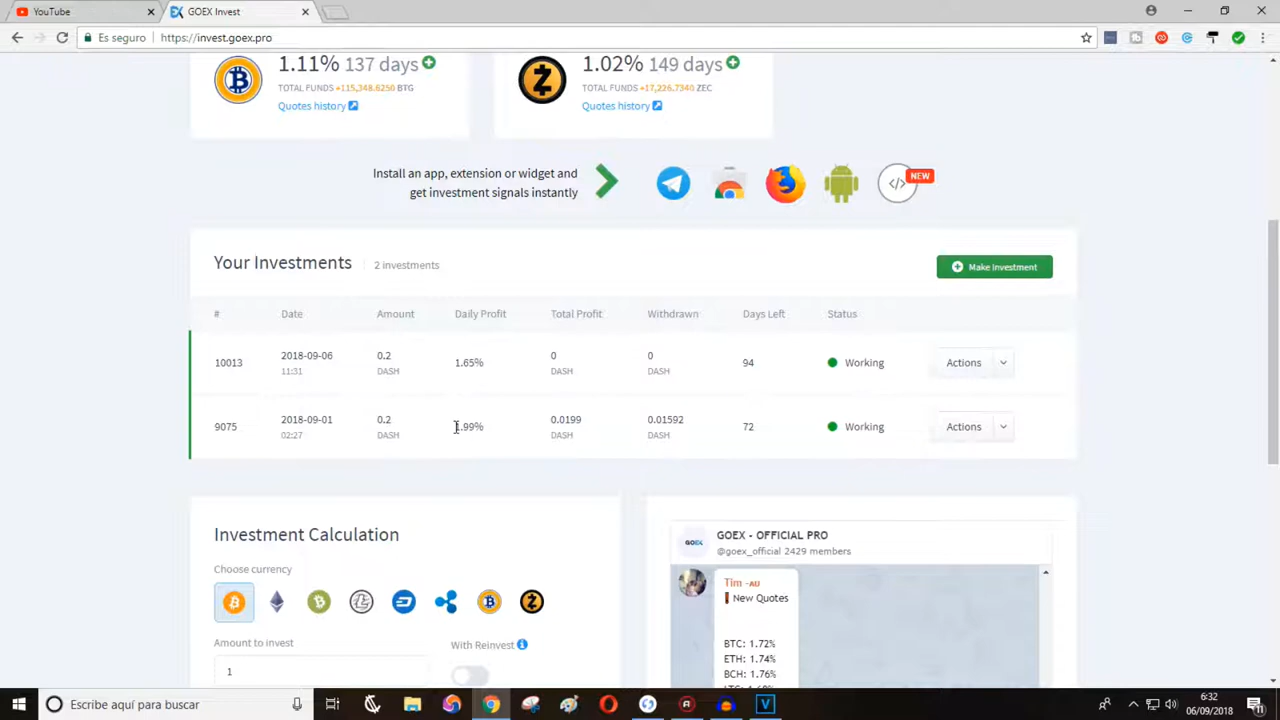 YouTube
GOEX Invest
Es seguro
https://invest.goex.pro
1.11% 137 days
TOTAL FUNDS +115,348.6250 BTG
Quotes history
1.02% 149 days
TOTAL FUNDS +17,226.7340 ZEC
Quotes history
Install an app, extension or widget and
get investment signals instantly
NEW
Your Investments
2 investments
Make Investment
# Date Amount Daily Profit Total Profit Withdrawn Days Left Status
10013 2018-09-06 0.2 1.65% 0 0 94 Working Actions
11:31 DASH DASH DASH
9075 2018-09-01 0.2 1.99% 0.0199 0.01592 72 Working Actions
02:27 DASH DASH DASH
Investment Calculation
Choose currency
Amount to invest
With Reinvest
1
GOEX - OFFICIAL PRO
@goex_official 2429 members
GOEX
Tim -AU
New Quotes
BTC: 1.72%
ETH: 1.74%
BCH: 1.76%
Escribe aquí para buscar
6:32
06/09/2018
11